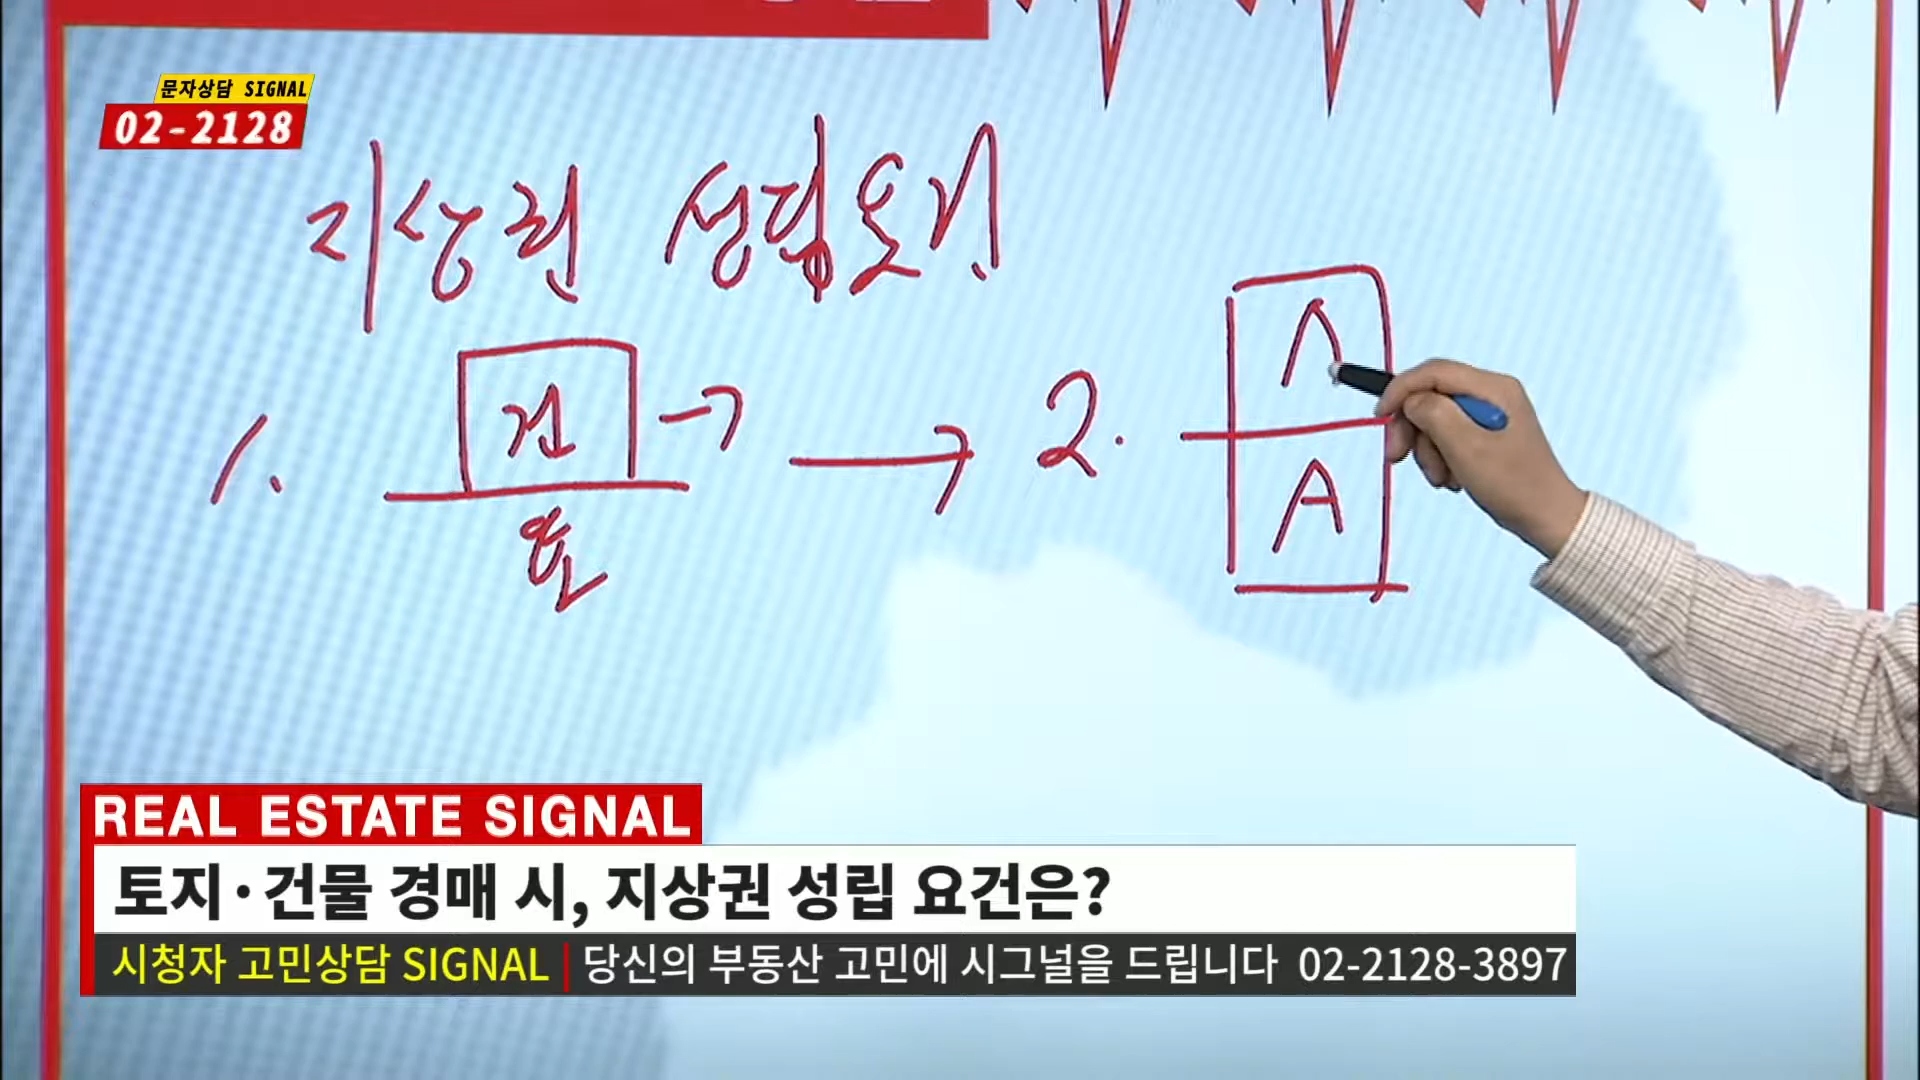 문자상담 SIGNAL
02-2128
지상권 성립요건
1. 건 → → 2. A
토 A
REAL ESTATE SIGNAL
토지·건물 경매 시, 지상권 성립 요건은?
시청자 고민상담 SIGNAL | 당신의 부동산 고민에 시그널을 드립니다 02-2128-3897